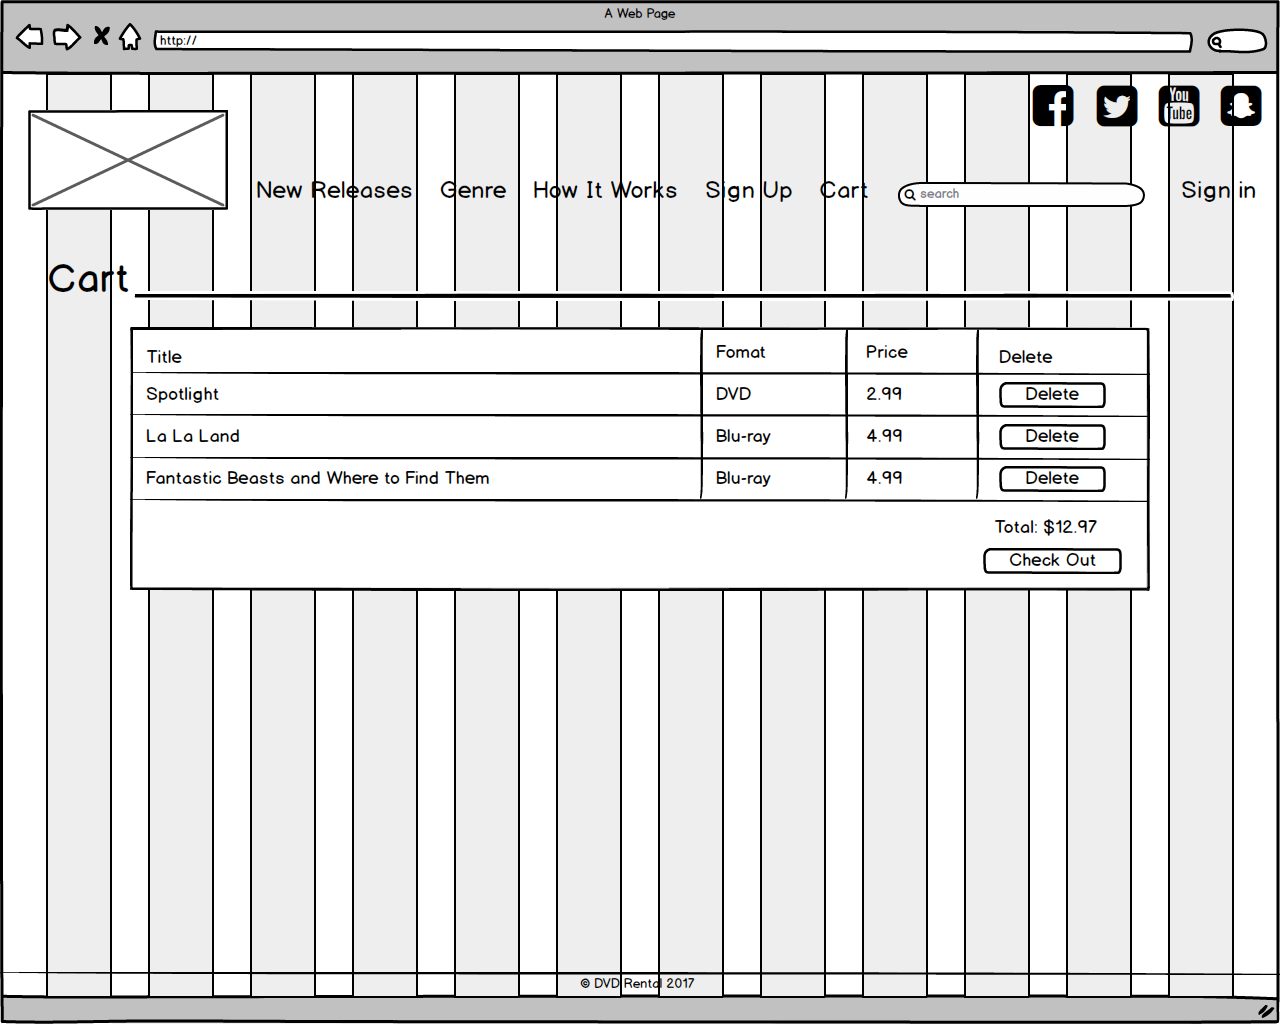 A Web Page
http://
You
Tube
New Releases Genre How It Works Sign Up Cart search Sign in
Cart
Title Fomat Price Delete
Spotlight DVD 2.99 Delete
La La Land Blu-ray 4.99 Delete
Fantastic Beasts and Where to Find Them Blu-ray 4.99 Delete
Total: $12.97
Check Out
© DVD Rental 2017